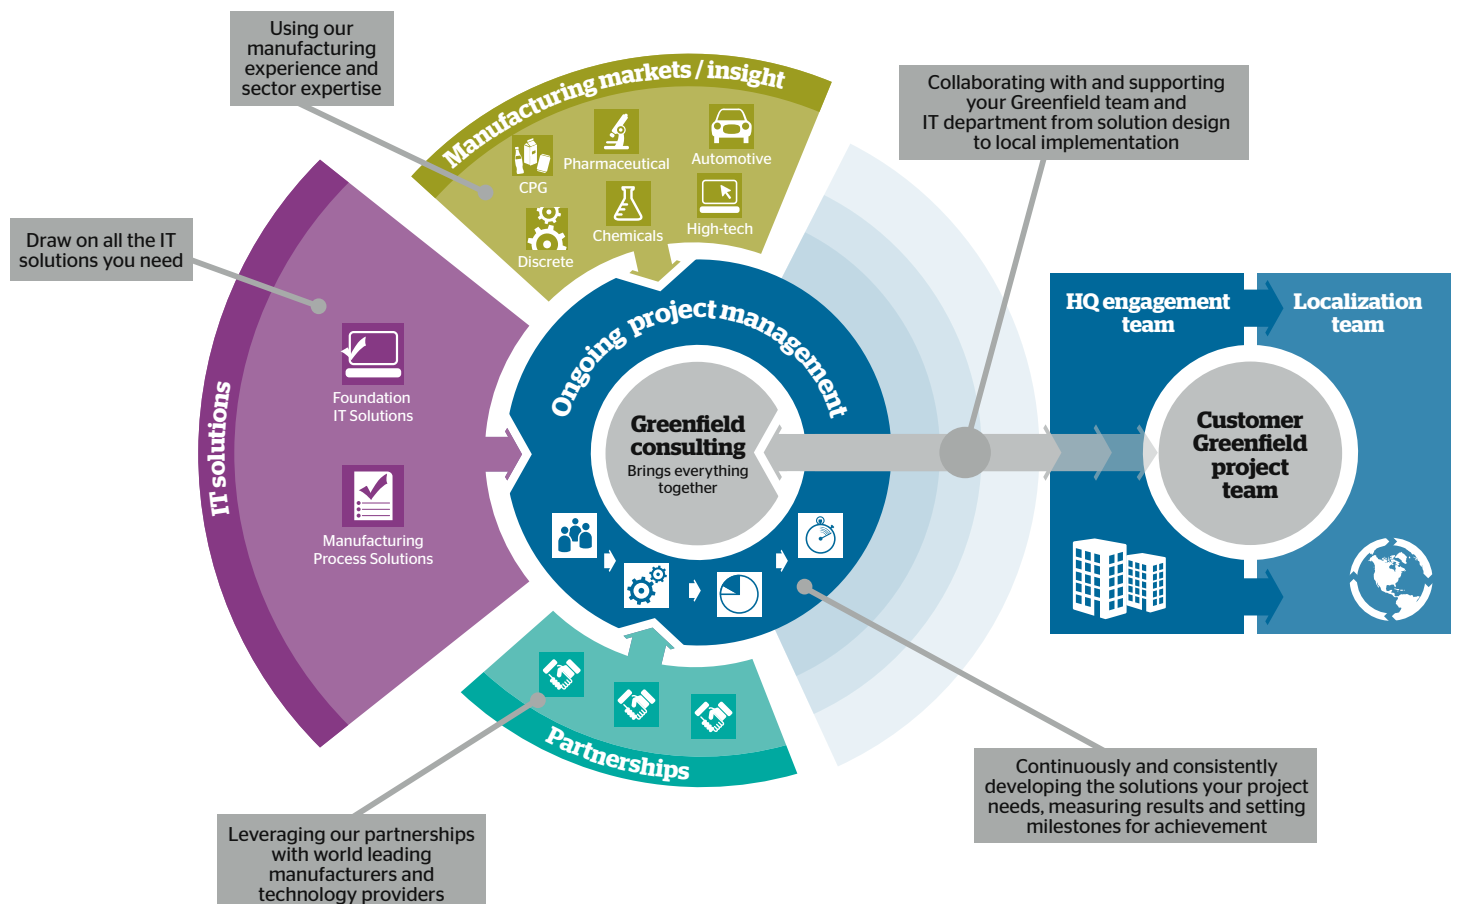 Using our
manufacturing
experience and
sector expertise
Manufacturing markets / insight
CPG
Pharmaceutical
Automotive
Discrete
Chemicals
High-tech
Collaborating with and supporting
your Greenfield team and
IT department from solution design
to local implementation
Draw on all the IT
solutions you need
IT solutions
Foundation
IT Solutions
Manufacturing
Process Solutions
Ongoing project management
Greenfield
consulting
Brings everything
together
HQ engagement
team
Localization
team
Customer
Greenfield
project
team
Partnerships
Leveraging our partnerships
with world leading
manufacturers and
technology providers
Continuously and consistently
developing the solutions your project
needs, measuring results and setting
milestones for achievement